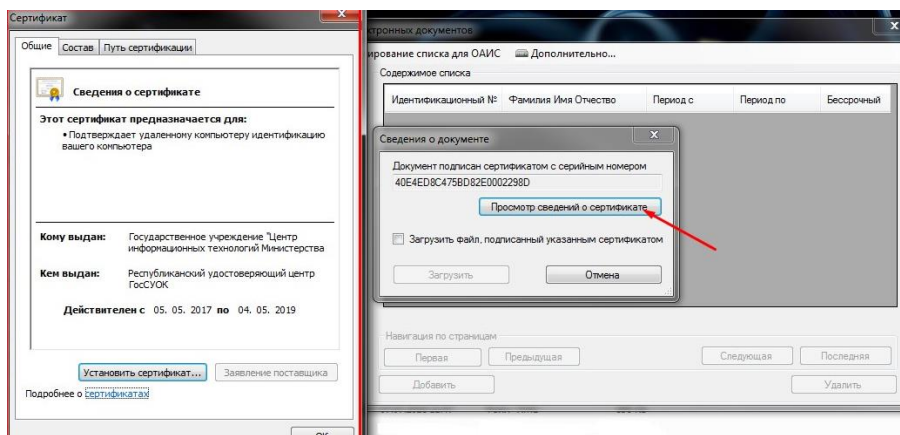 Сертификат
Общие Состав Путь сертификации
Сведения о сертификате
Этот сертификат предназначается для:
•Подтверждает удаленному компьютеру идентификацию
вашего компьютера
Кому выдан: Государственное учреждение "Центр
информационных технологий Министерства
Кем выдан: Республиканский удостоверяющий центр
ГосСУОК
Действителен с 05. 05. 2017 по 04. 05. 2019
Установить сертификат... Заявление поставщика
Подробнее о сертификатах
ктронных документов
ирование списка для ОАИС Дополнительно...
Содержимое списка
Идентификационный № Фамилия Имя Отчество Период с Период по Бессрочный
Сведения о документе
Документ подписан сертификатом с серийным номером
40E4ED8C475BD82E0002298D
Просмотр сведений о сертификате
Загрузить файл, подписанный указанным сертификатом
Загрузить Отмена
Навигация по страницам
Первая Предыдущая Следующая Последняя
Добавить Удалить